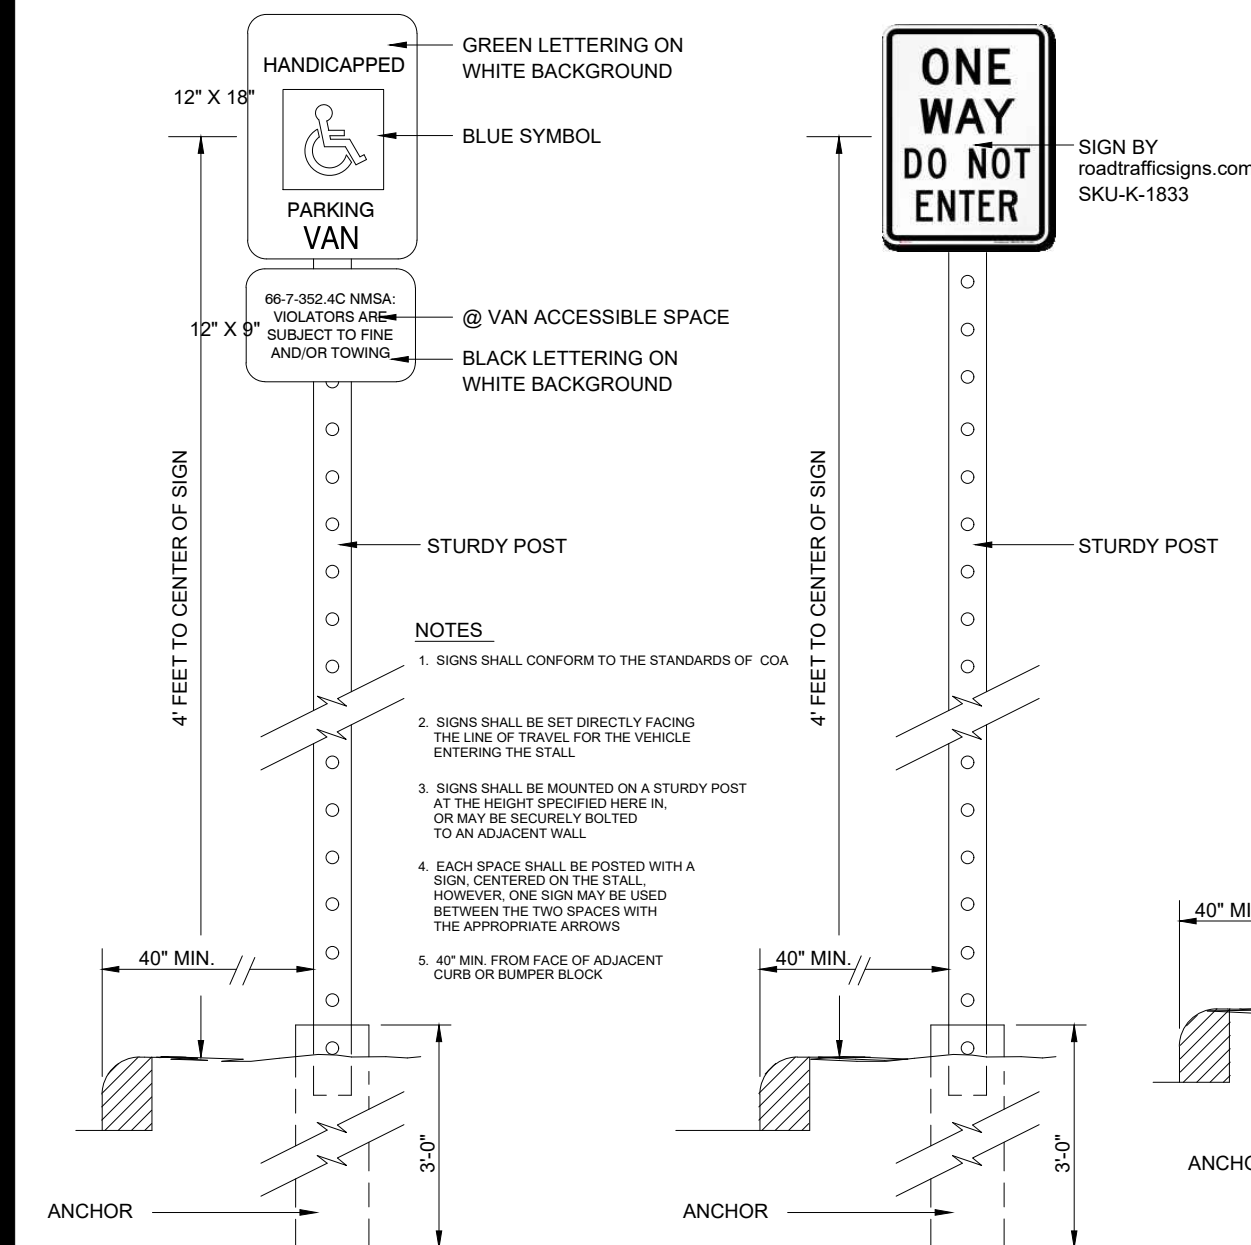 HANDICAPPED
PARKING
VAN
12" X 18"
GREEN LETTERING ON
WHITE BACKGROUND
BLUE SYMBOL
66-7-352.4C NMSA:
VIOLATORS ARE
SUBJECT TO FINE
AND/OR TOWING
12" X 9"
@ VAN ACCESSIBLE SPACE
BLACK LETTERING ON
WHITE BACKGROUND
4' FEET TO CENTER OF SIGN
STURDY POST
NOTES
1. SIGNS SHALL CONFORM TO THE STANDARDS OF COA
2. SIGNS SHALL BE SET DIRECTLY FACING
THE LINE OF TRAVEL FOR THE VEHICLE
ENTERING THE STALL
3. SIGNS SHALL BE MOUNTED ON A STURDY POST
AT THE HEIGHT SPECIFIED HERE IN,
OR MAY BE SECURELY BOLTED
TO AN ADJACENT WALL
4. EACH SPACE SHALL BE POSTED WITH A
SIGN, CENTERED ON THE STALL,
HOWEVER, ONE SIGN MAY BE USED
BETWEEN THE TWO SPACES WITH
THE APPROPRIATE ARROWS
5. 40" MIN. FROM FACE OF ADJACENT
CURB OR BUMPER BLOCK
40" MIN.
3'-0"
ANCHOR
ONE
WAY
DO NOT
ENTER
SIGN BY
roadtrafficsigns.com
SKU-K-1833
4' FEET TO CENTER OF SIGN
STURDY POST
40" MIN.
3'-0"
ANCHOR
40"